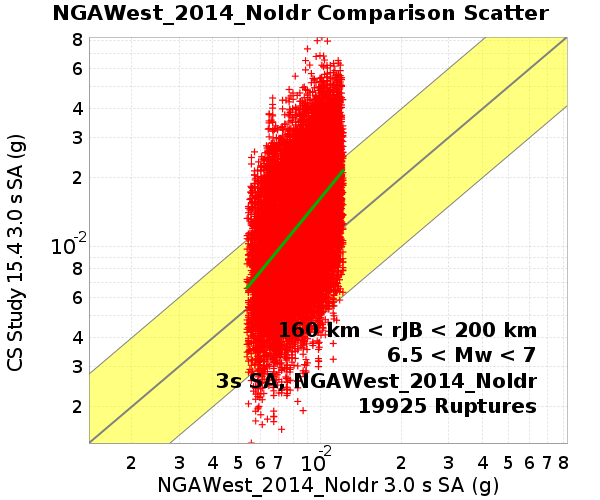 NGAWest_2014_NoIdr Comparison Scatter
8
6
4
3
2
10-2
8
6
4
3
2
CS Study 15.4 3.0 s SA (g)
160 km < rJB < 200 km
6.5 < Mw < 7
3s SA, NGAWest_2014_NoIdr
19925 Ruptures
2 3 4 5 6 7 10-2 2 3 4 5 6 7 8
NGAWest_2014_NoIdr 3.0 s SA (g)